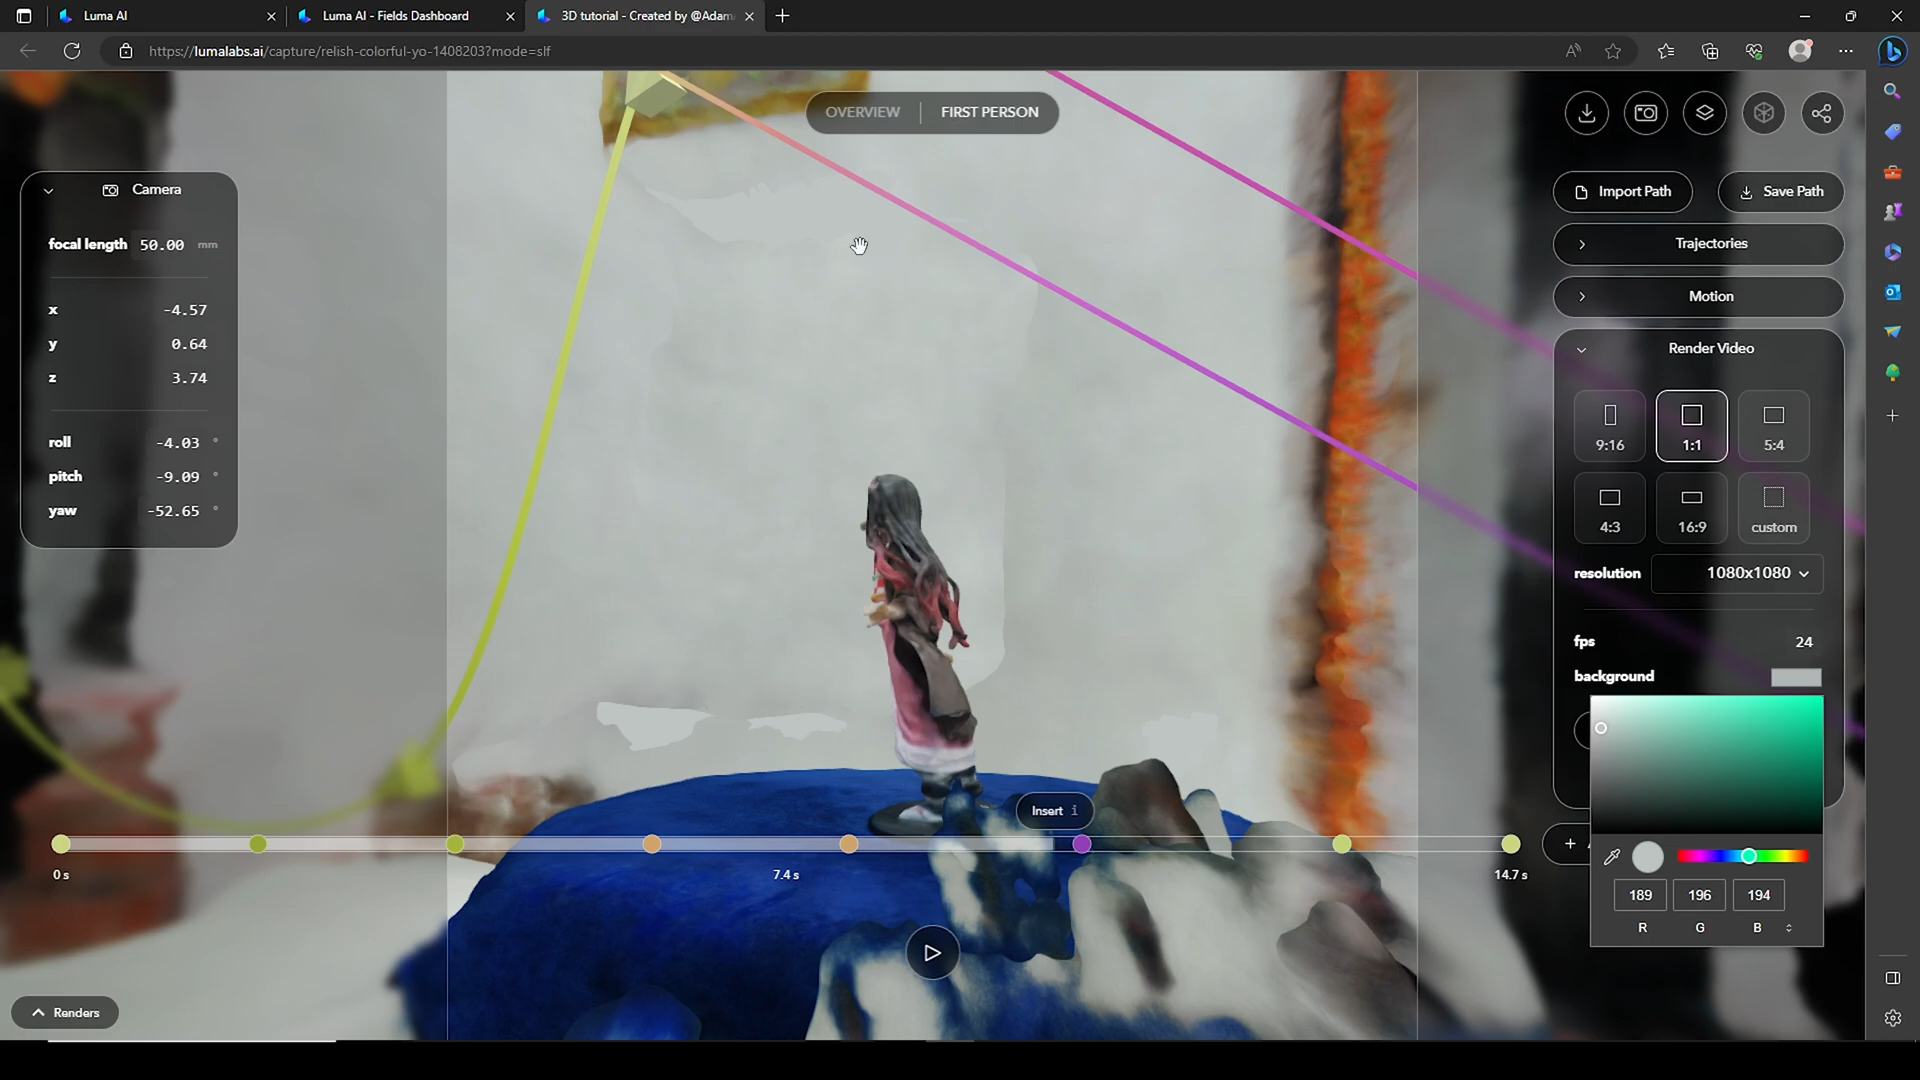 Luma AI
Luma AI - Fields Dashboard
3D tutorial - Created by @Adam
https://lumalabs.ai/capture/relish-colorful-yo-1408203?mode=slf
OVERVIEW
FIRST PERSON
Camera
focal length 50.00 mm
x -4.57
y 0.64
z 3.74
roll -4.03 °
pitch -9.09 °
yaw -52.65 °
Import Path
Save Path
Trajectories
Motion
Render Video
9:16
1:1
5:4
4:3
16:9
custom
resolution 1080x1080
fps 24
background
Insert i
0 s
7.4 s
14.7 s
189 196 194
R G B
Renders